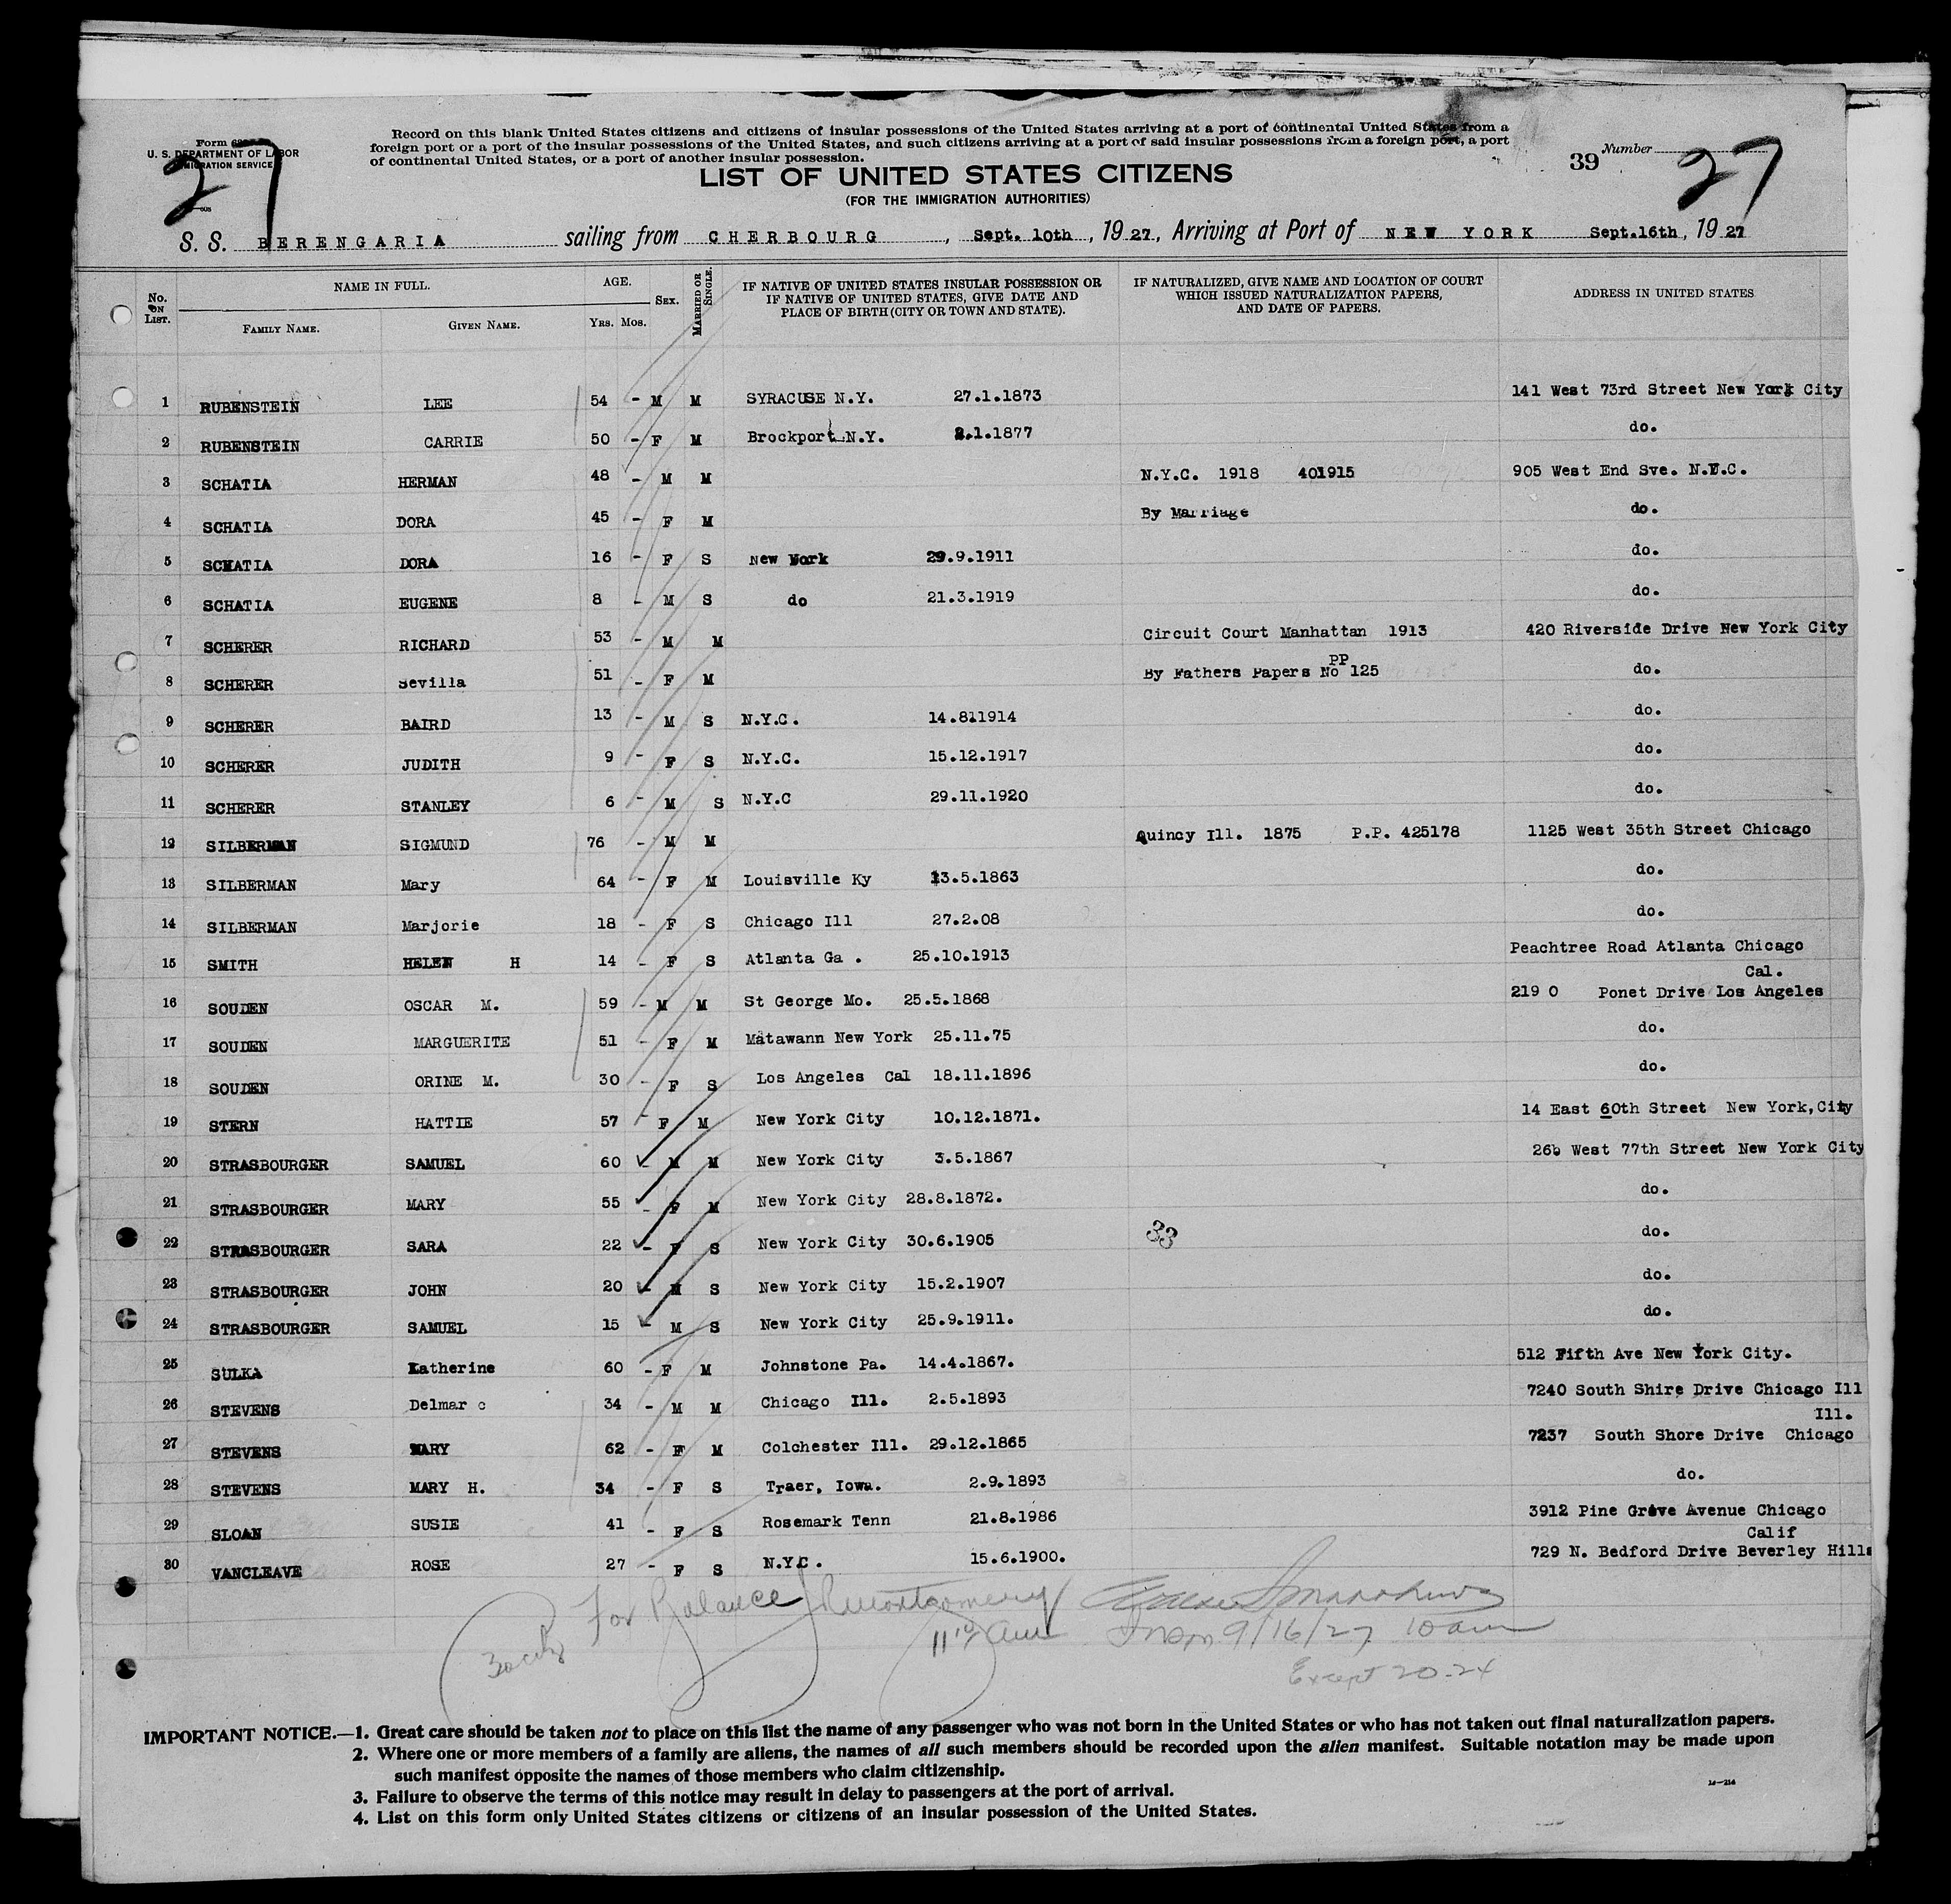 Record on this blank United States citizens and citizens of insular possessions of the United States arriving at a port of continental United States from a
foreign port or a port of the insular possessions of the United States, and such citizens arriving at a port of said insular possessions from a foreign port, a port
of continental United States, or a port of another insular possession.
Form
U. S. DEPARTMENT OF LABOR
IMMIGRATION SERVICE
27
39 Number
27
LIST OF UNITED STATES CITIZENS
(FOR THE IMMIGRATION AUTHORITIES)
S. S. BERENGARIA sailing from CHERBOURG, Sept. 10th, 1927, Arriving at Port of NEW YORK Sept.16th, 1927
No. ON LIST. NAME IN FULL. FAMILY NAME. GIVEN NAME. AGE. YRS. MOS. SEX. MARRIED OR SINGLE. IF NATIVE OF UNITED STATES INSULAR POSSESSION OR IF NATIVE OF UNITED STATES, GIVE DATE AND PLACE OF BIRTH (CITY OR TOWN AND STATE). IF NATURALIZED, GIVE NAME AND LOCATION OF COURT WHICH ISSUED NATURALIZATION PAPERS, AND DATE OF PAPERS. ADDRESS IN UNITED STATES
1 RUBENSTEIN LEE 54 - M M SYRACUSE N.Y. 27.1.1873 141 West 73rd Street New York City
2 RUBENSTEIN CARRIE 50 - F M Brockport N.Y. 2.1.1877 do.
3 SCHATIA HERMAN 48 - M M N.Y.C. 1918 401915 905 West End Sve. N.Y.C.
4 SCHATIA DORA 45 - F M By Marriage do.
5 SCHATIA DORA 16 - F S New York 29.9.1911 do.
6 SCHATIA EUGENE 8 - M S do 21.3.1919 do.
7 SCHERER RICHARD 53 - M M Circuit Court Manhattan 1913 420 Riverside Drive New York City
8 SCHERER Sevilla 51 - F M By Fathers Papers No PP 125 do.
9 SCHERER BAIRD 13 - M S N.Y.C. 14.811914 do.
10 SCHERER JUDITH 9 - F S N.Y.C. 15.12.1917 do.
11 SCHERER STANLEY 6 - M S N.Y.C 29.11.1920 do.
12 SILBERMAN SIGMUND 76 - M M Quincy Ill. 1875 P.P. 425178 1125 West 35th Street Chicago
13 SILBERMAN Mary 64 - F M Louisville Ky 13.5.1863 do.
14 SILBERMAN Marjorie 18 - F S Chicago Ill 27.2.08 do.
15 SMITH HELEN H 14 - F S Atlanta Ga . 25.10.1913 Peachtree Road Atlanta Chicago
Cal.
16 SOUDEN OSCAR M. 59 - M M St George Mo. 25.5.1868 219 O Ponet Drive Los Angeles
17 SOUDEN MARGUERITE 51 - F M Matawann New York 25.11.75 do.
18 SOUDEN ORINE M. 30 - F S Los Angeles Cal 18.11.1896 do.
19 STERN HATTIE 57 - F M New York City 10.12.1871. 14 East 60th Street New York, City
20 STRASBOURGER SAMUEL 60 - M M New York City 3.5.1867 West 77th Street New York City
21 STRASBOURGER MARY 55 - F M New York City 28.8.1872. do.
22 STRASBOURGER SARA 22 - F S New York City 30.6.1905 33 do.
23 STRASBOURGER JOHN 20 - M S New York City 15.2.1907 do.
24 STRASBOURGER SAMUEL 15 - M S New York City 25.9.1911. do.
25 SULKA Katherine 60 - F M Johnstone Pa. 14.4.1867. 512 Fifth Ave New York City.
26 STEVENS Delmar c 34 - M M Chicago Ill. 2.5.1893 7240 South Shire Drive Chicago Ill
Ill.
27 STEVENS MARY 62 - F M Colchester Ill. 29.12.1865 7237 South Shore Drive Chicago
28 STEVENS MARY H. 34 - F S Traer, Iowa. 2.9.1893 do.
29 SLOAN SUSIE 41 - F S Rosemark Tenn 21.8.1986 3912 Pine Grove Avenue Chicago
Calif
30 VANCLEAVE ROSE 27 - F S N.Y.C. 15.6.1900. 729 N. Bedford Drive Beverley Hills
For Balance RMontgomery
11 10 am 9/16/27 10 am
Except 20-24
IMPORTANT NOTICE.—1. Great care should be taken not to place on this list the name of any passenger who was not born in the United States or who has not taken out final naturalization papers.
2. Where one or more members of a family are aliens, the names of all such members should be recorded upon the alien manifest. Suitable notation may be made upon
such manifest opposite the names of those members who claim citizenship.
3. Failure to observe the terms of this notice may result in delay to passengers at the port of arrival.
4. List on this form only United States citizens or citizens of an insular possession of the United States.